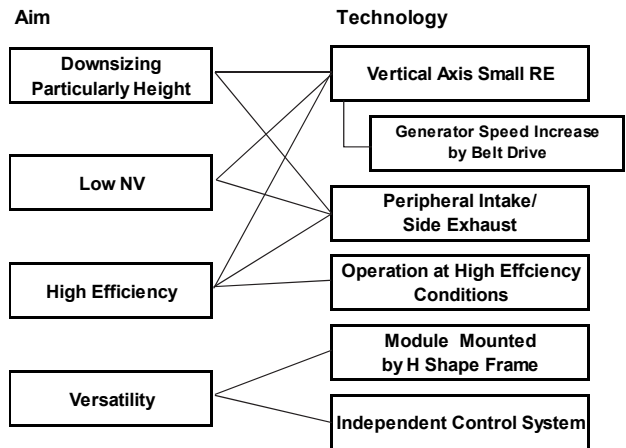 Aim
Technology
Downsizing
Particularly Height
Vertical Axis Small RE
Generator Speed Increase
by Belt Drive
Low NV
Peripheral Intake/
Side Exhaust
High Efficiency
Operation at High Effciency
Conditions
Versatility
Module Mounted
by H Shape Frame
Independent Control System